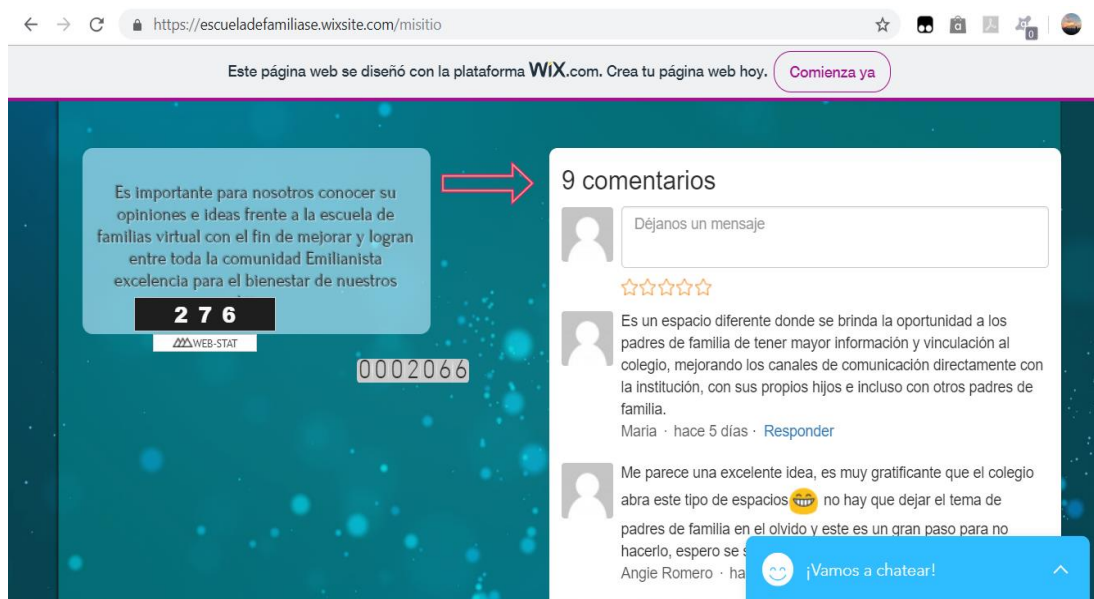 https://escueladefamiliase.wixsite.com/misitio
0
Este página web se diseñó con la plataforma WiX.com. Crea tu página web hoy. Comienza ya
Es importante para nosotros conocer su
opiniones e ideas frente a la escuela de
familias virtual con el fin de mejorar y logran
entre toda la comunidad Emilianista
excelencia para el bienestar de nuestros
276
WEB-STAT
0002066
9 comentarios
Déjanos un mensaje
Es un espacio diferente donde se brinda la oportunidad a los
padres de familia de tener mayor información y vinculación al
colegio, mejorando los canales de comunicación directamente con
la institución, con sus propios hijos e incluso con otros padres de
familia.
Maria · hace 5 días · Responder
Me parece una excelente idea, es muy gratificante que el colegio
abra este tipo de espacios no hay que dejar el tema de
padres de familia en el olvido y este es un gran paso para no
hacerlo, espero se
Angie Romero ·
¡Vamos a chatear!